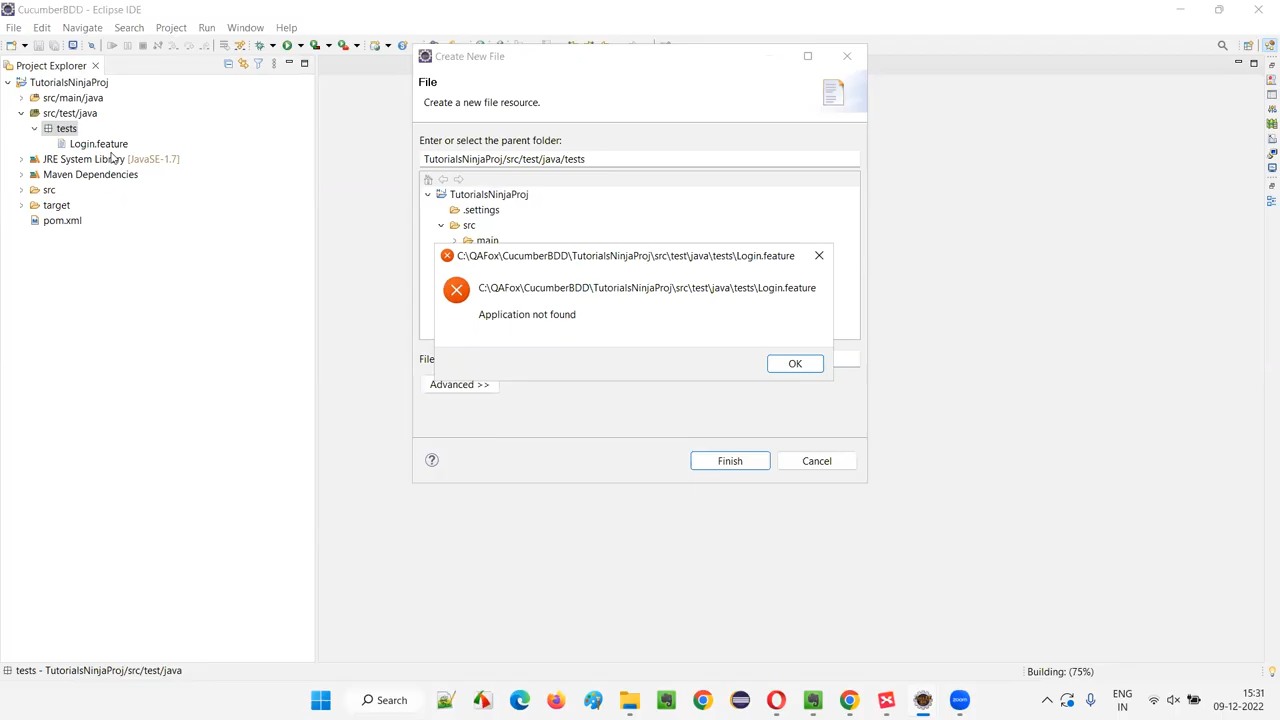 CucumberBDD - Eclipse IDE
File Edit Navigate Search Project Run Window Help
Project Explorer
TutorialsNinjaProj
src/main/java
src/test/java
tests
Login.feature
JRE System Library [JavaSE-1.7]
Maven Dependencies
src
target
pom.xml
Create New File
File
Create a new file resource.
Enter or select the parent folder:
TutorialsNinjaProj/src/test/java/tests
TutorialsNinjaProj
.settings
src
main
C:\QAFox\CucumberBDD\TutorialsNinjaProj\src\test\java\tests\Login.feature
C:\QAFox\CucumberBDD\TutorialsNinjaProj\src\test\java\tests\Login.feature
Application not found
OK
File
Advanced >>
Finish Cancel
tests - TutorialsNinjaProj/src/test/java
Building: (75%)
Search
ENG
IN
15:31
09-12-2022
zoom